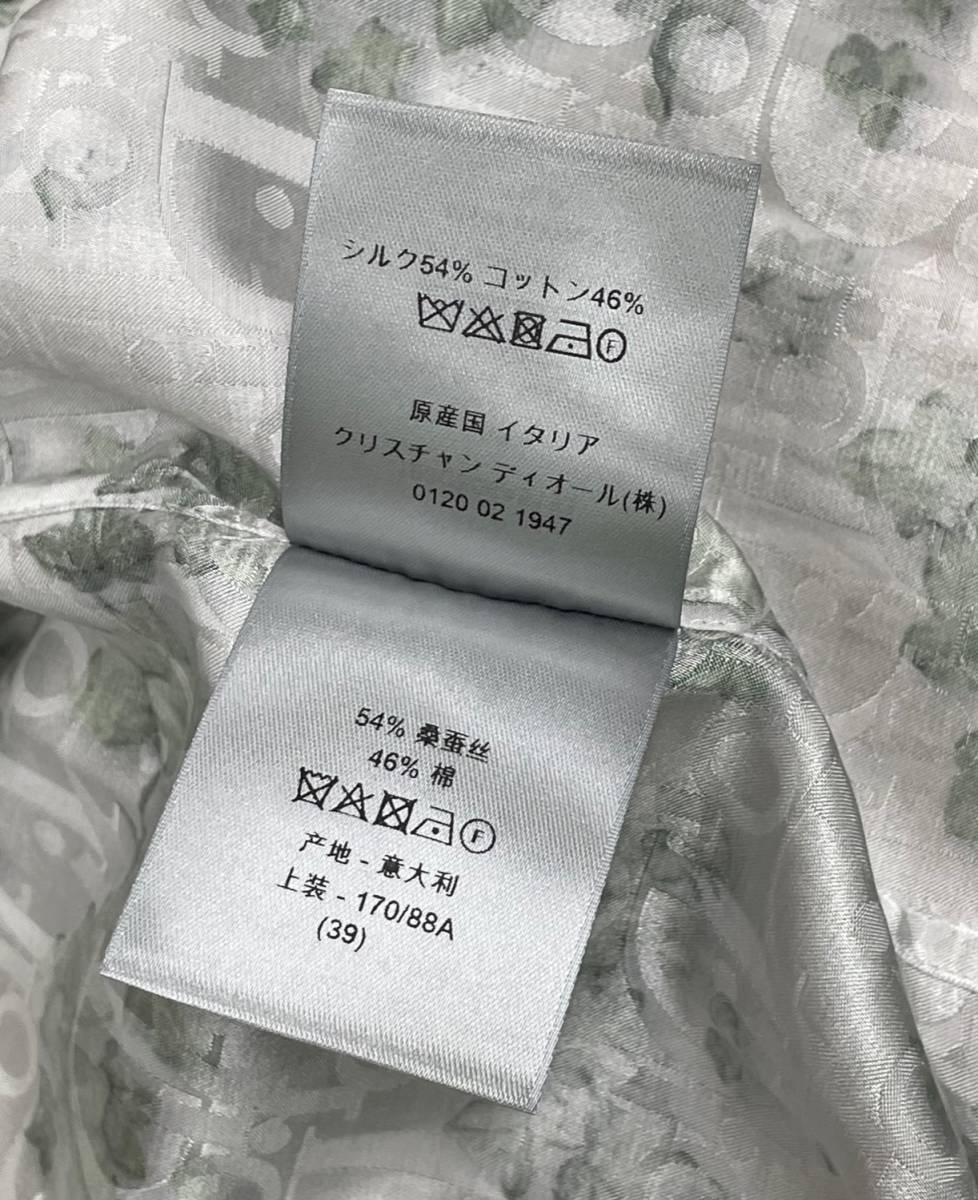 シルク54% コットン46%
F
原産国 イタリア
クリスチャン ディオール(株)
0120 02 1947
54% 桑蚕丝
46% 棉
F
产地 - 意大利
上装 - 170/88A
(39)